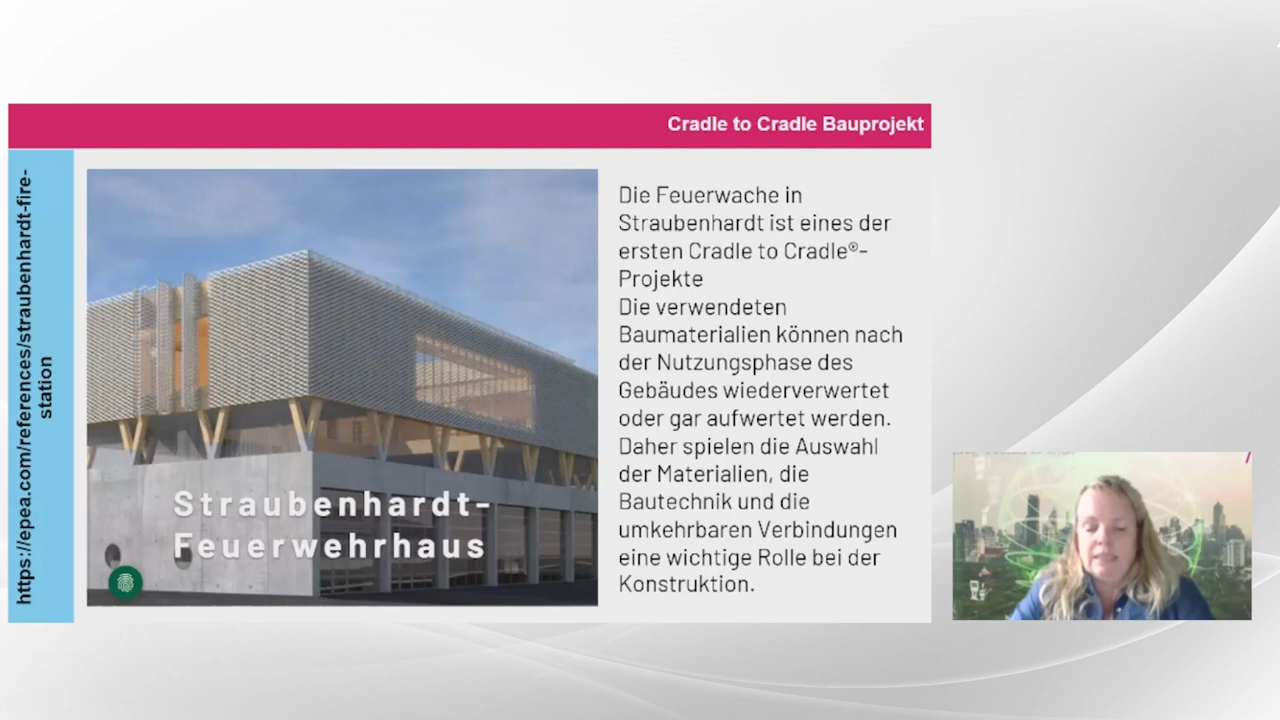 Cradle to Cradle Bauprojekt
https://epea.com/references/straubenhardt-fire-
station
Straubenhardt-
Feuerwehrhaus
Die Feuerwache in
Straubenhardt ist eines der
ersten Cradle to Cradle®-
Projekte
Die verwendeten
Baumaterialien können nach
der Nutzungsphase des
Gebäudes wiederverwertet
oder gar aufwertet werden.
Daher spielen die Auswahl
der Materialien, die
Bautechnik und die
umkehrbaren Verbindungen
eine wichtige Rolle bei der
Konstruktion.